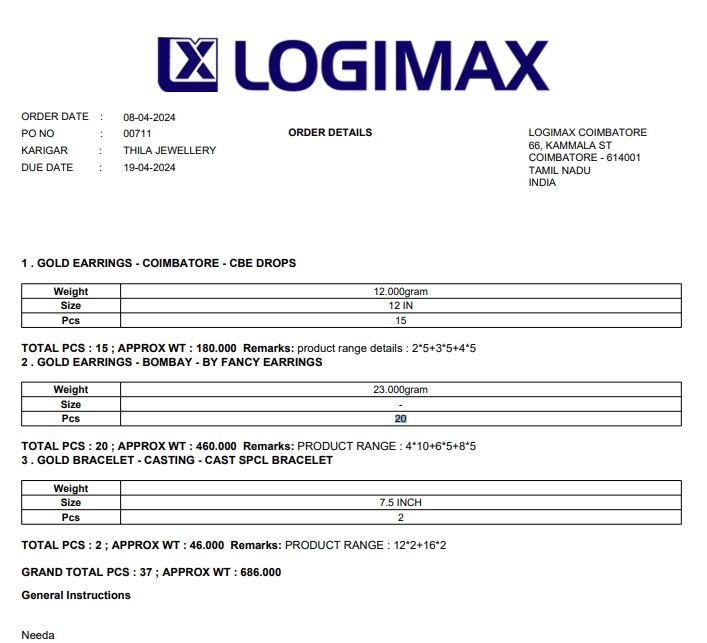 LX LOGIMAX
ORDER DATE : 08-04-2024
PO NO : 00711
KARIGAR : THILA JEWELLERY
DUE DATE : 19-04-2024
ORDER DETAILS
LOGIMAX COIMBATORE
66, KAMMALA ST
COIMBATORE - 614001
TAMIL NADU
INDIA
1 . GOLD EARRINGS - COIMBATORE - CBE DROPS
Weight 12.000gram
Size 12 IN
Pcs 15
TOTAL PCS : 15 ; APPROX WT : 180.000 Remarks: product range details : 2*5+3*5+4*5
2 . GOLD EARRINGS - BOMBAY - BY FANCY EARRINGS
Weight 23.000gram
Size -
Pcs 20
TOTAL PCS : 20 ; APPROX WT : 460.000 Remarks: PRODUCT RANGE : 4*10+6*5+8*5
3 . GOLD BRACELET - CASTING - CAST SPCL BRACELET
Weight
Size 7.5 INCH
Pcs 2
TOTAL PCS : 2 ; APPROX WT : 46.000 Remarks: PRODUCT RANGE : 12*2+16*2
GRAND TOTAL PCS : 37 ; APPROX WT : 686.000
General Instructions
Needa